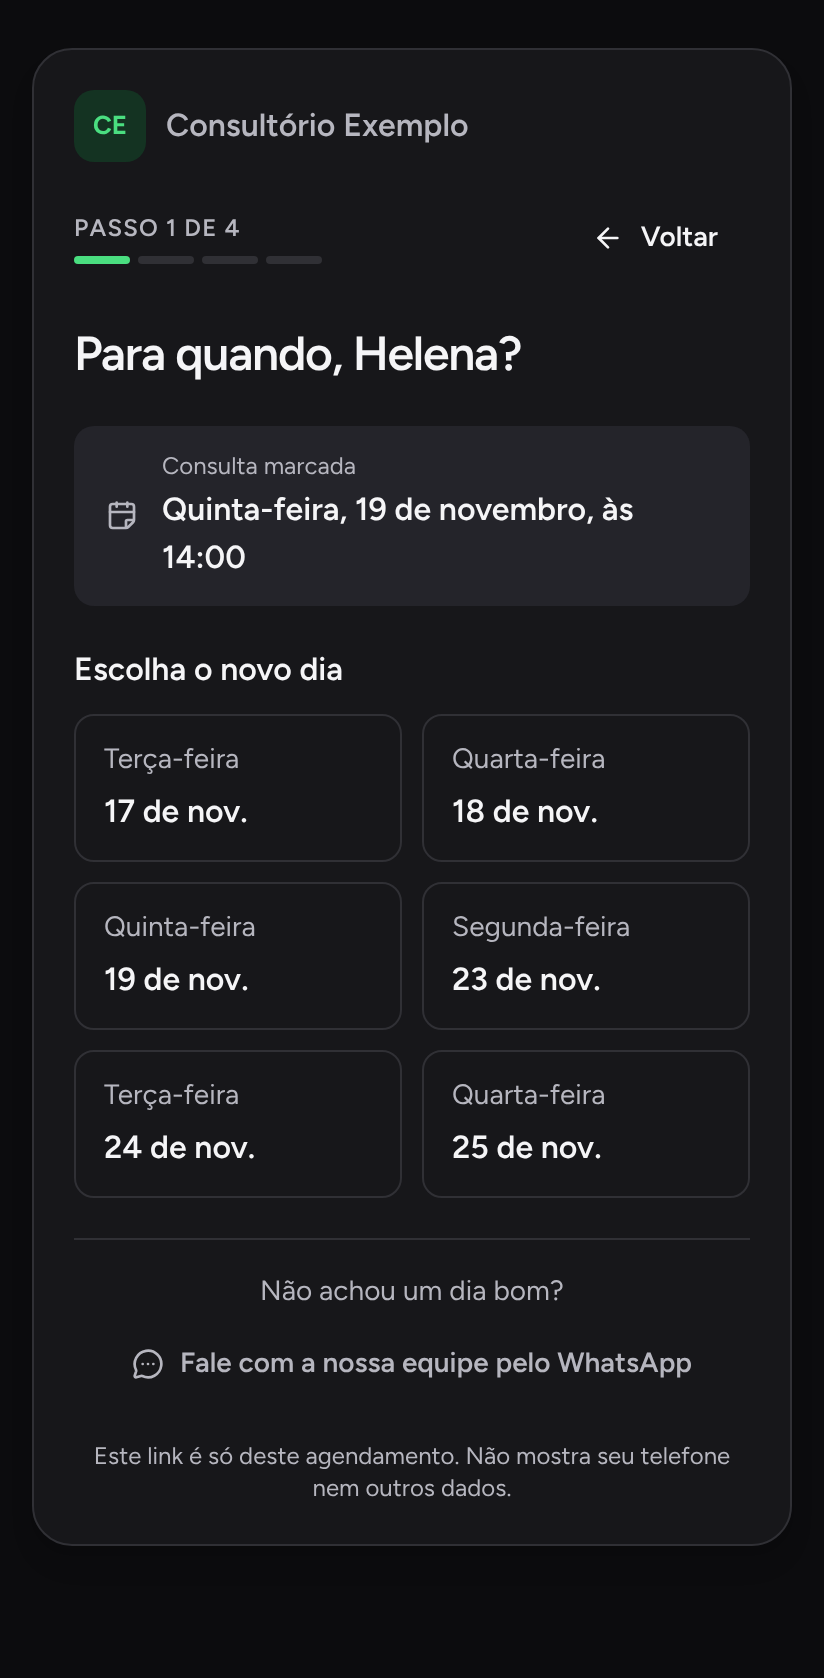 CE
Consultório Exemplo
PASSO 1 DE 4
Voltar
Para quando, Helena?
Consulta marcada
Quinta-feira, 19 de novembro, às
14:00
Escolha o novo dia
Terça-feira
17 de nov.
Quarta-feira
18 de nov.
Quinta-feira
19 de nov.
Segunda-feira
23 de nov.
Terça-feira
24 de nov.
Quarta-feira
25 de nov.
Não achou um dia bom?
Fale com a nossa equipe pelo WhatsApp
Este link é só deste agendamento. Não mostra seu telefone
nem outros dados.